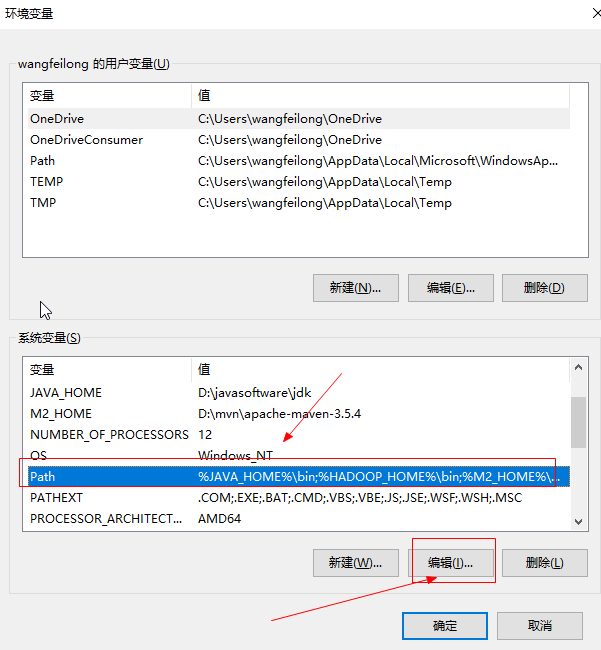 环境变量
wangfeilong 的用户变量(U)
变量 值
OneDrive C:\Users\wangfeilong\OneDrive
OneDriveConsumer C:\Users\wangfeilong\OneDrive
Path C:\Users\wangfeilong\AppData\Local\Microsoft\WindowsAp...
TEMP C:\Users\wangfeilong\AppData\Local\Temp
TMP C:\Users\wangfeilong\AppData\Local\Temp
新建(N)... 编辑(E)... 删除(D)
系统变量(S)
变量 值
JAVA_HOME D:\javasoftware\jdk
M2_HOME D:\mvn\apache-maven-3.5.4
NUMBER_OF_PROCESSORS 12
OS Windows_NT
Path %JAVA_HOME%\bin;%HADOOP_HOME%\bin;%M2_HOME%\...
PATHEXT .COM;.EXE;.BAT;.CMD;.VBS;.VBE;.JS;.JSE;.WSF;.WSH;.MSC
PROCESSOR_ARCHITECT... AMD64
新建(W)... 编辑(I)... 删除(L)
确定 取消